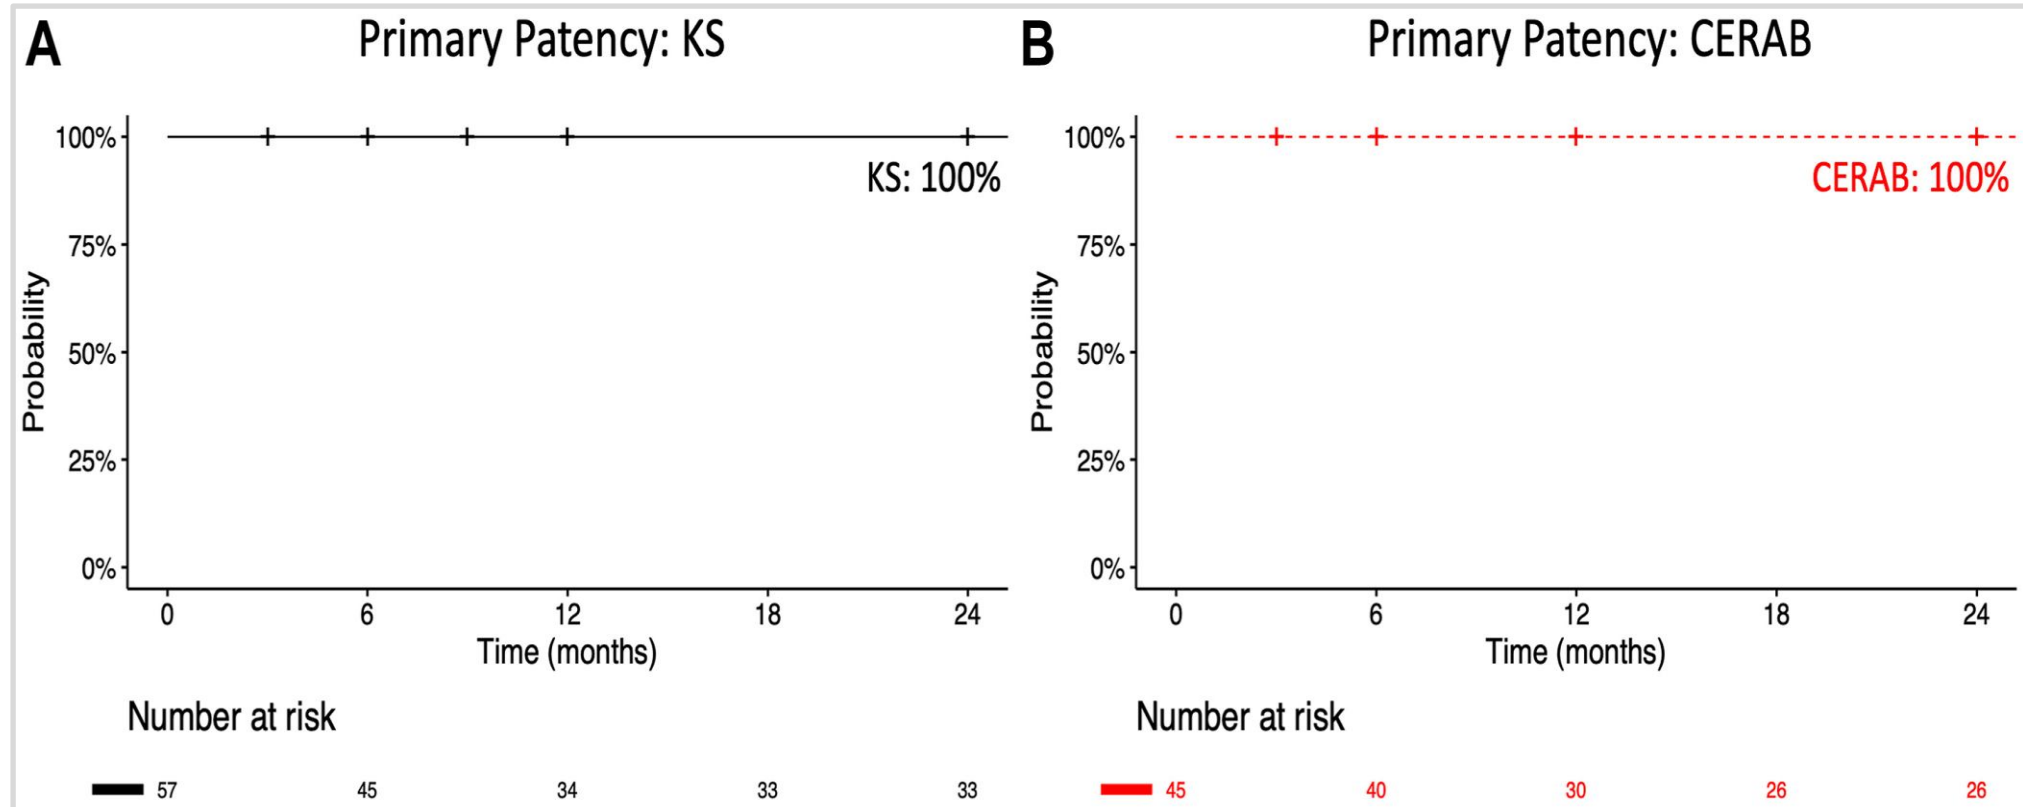 A
Primary Patency: KS
100%
75%
50%
25%
0%
Probability
KS: 100%
0 6 12 18 24
Time (months)
Number at risk
57 45 34 33 33
B
Primary Patency: CERAB
100%
75%
50%
25%
0%
Probability
CERAB: 100%
0 6 12 18 24
Time (months)
Number at risk
45 40 30 26 26